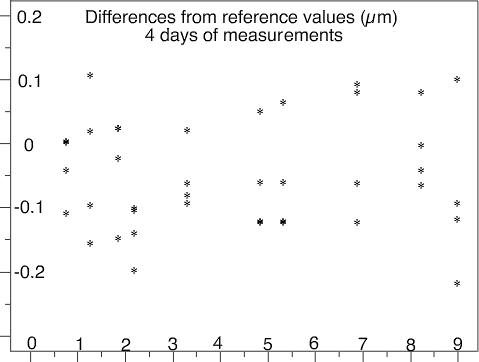 Differences from reference values (µm)
4 days of measurements
0.2
0.1
0
-0.1
-0.2
0 1 2 3 4 5 6 7 8 9